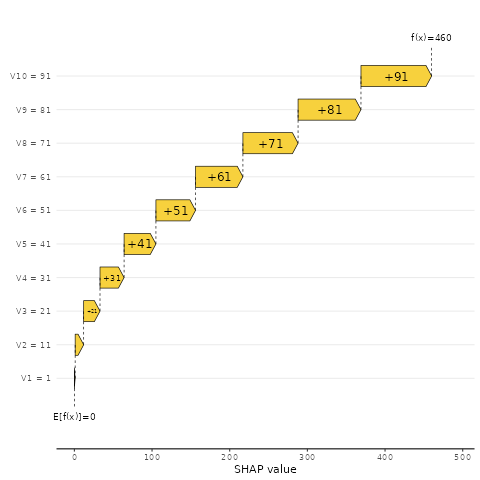 f(x)=460
V10 = 91
+91
V9 = 81
+81
V8 = 71
+71
V7 = 61
+61
V6 = 51
+51
V5 = 41
+41
V4 = 31
+31
V3 = 21
+21
V2 = 11
V1 = 1
E[f(x)]=0
0 100 200 300 400 500
SHAP value